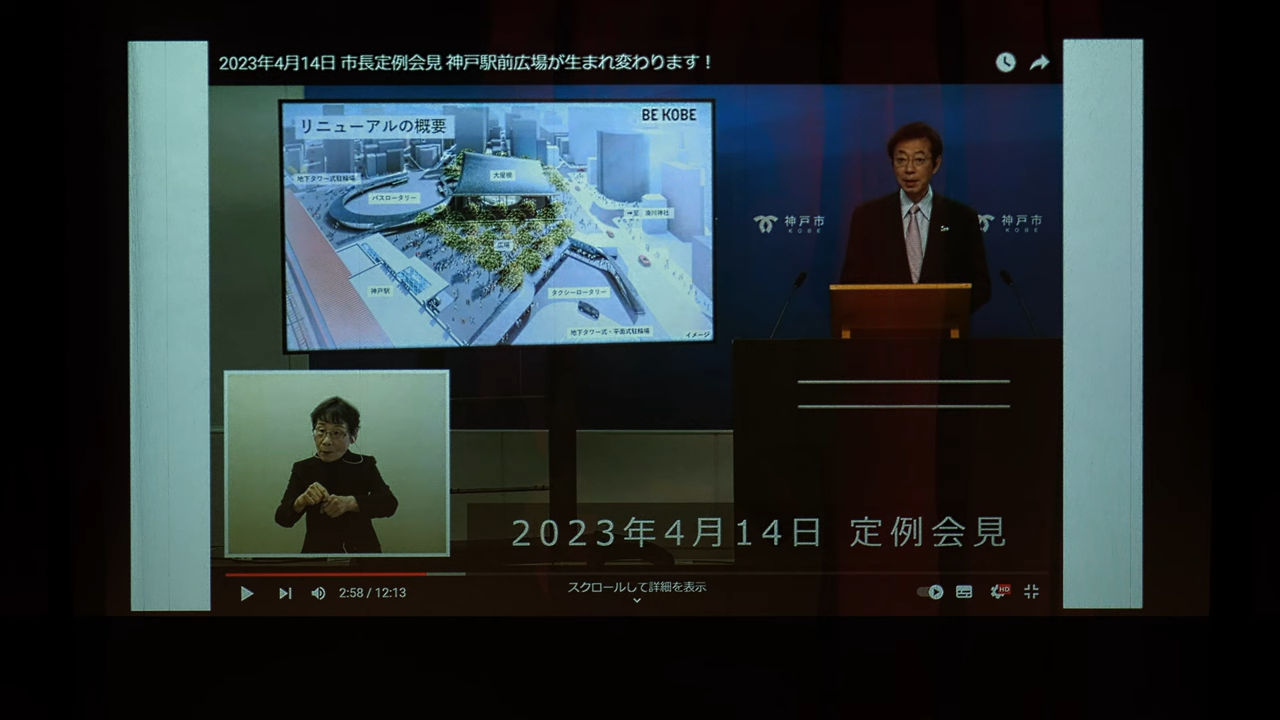 2023年4月14日 市長定例会見 神戸駅前広場が生まれ変わります！
BE KOBE
リニューアルの概要
地下タワー式駐輪場
大屋根
バスロータリー
至 湊川神社
広場
神戸駅
タクシーロータリー
地下タワー式・平面式駐輪場
イメージ
神戸市
KOBE
神戸市
KOBE
2023年4月14日 定例会見
2:58 / 12:13
スクロールして詳細を表示
HD